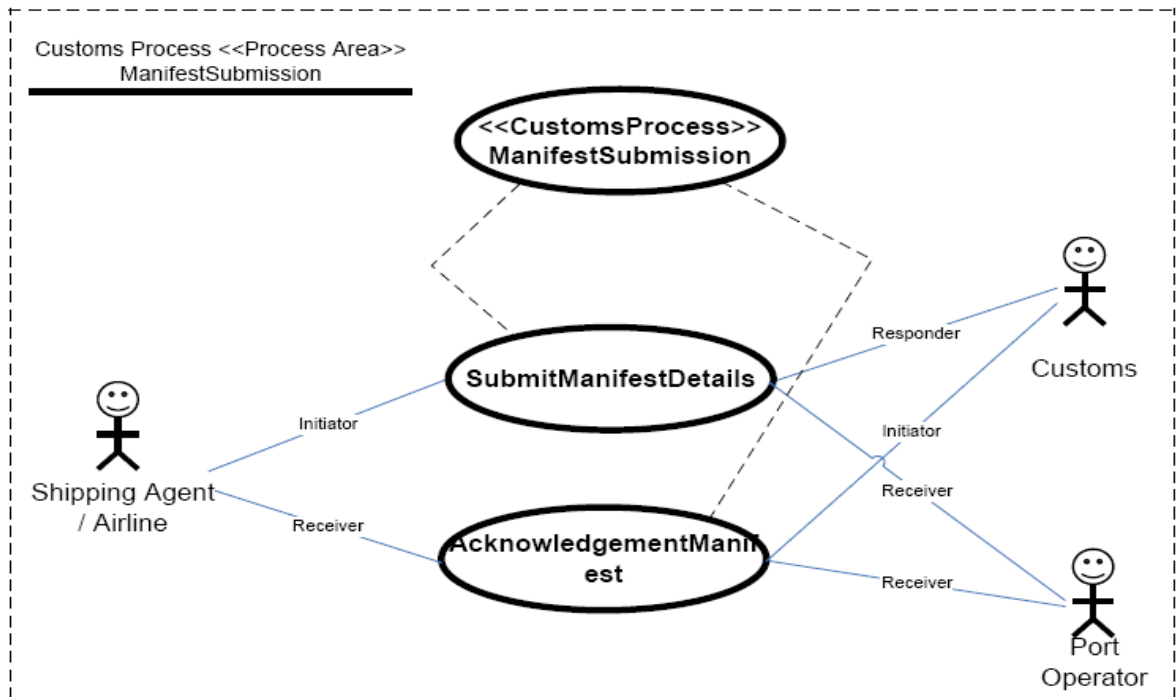 Customs Process <<Process Area>>
ManifestSubmission
<<CustomsProcess>>
ManifestSubmission
Responder
SubmitManifestDetails
Customs
Initiator
Initiator
Shipping Agent
/ Airline
Receiver
Receiver
AcknowledgementManif
est
Receiver
Port
Operator